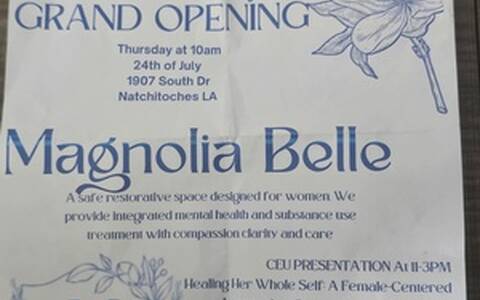 GRAND OPENING
Thursday at 10am
24th of July
1907 South Dr
Natchitoches LA
Magnolia Belle
A safe restorative space designed for women. We
provide integrated mental health and substance use
treatment with compassion clarity and care
CEU PRESENTATION At 11-3PM
Healing Her Whole Self: A Female-Centered